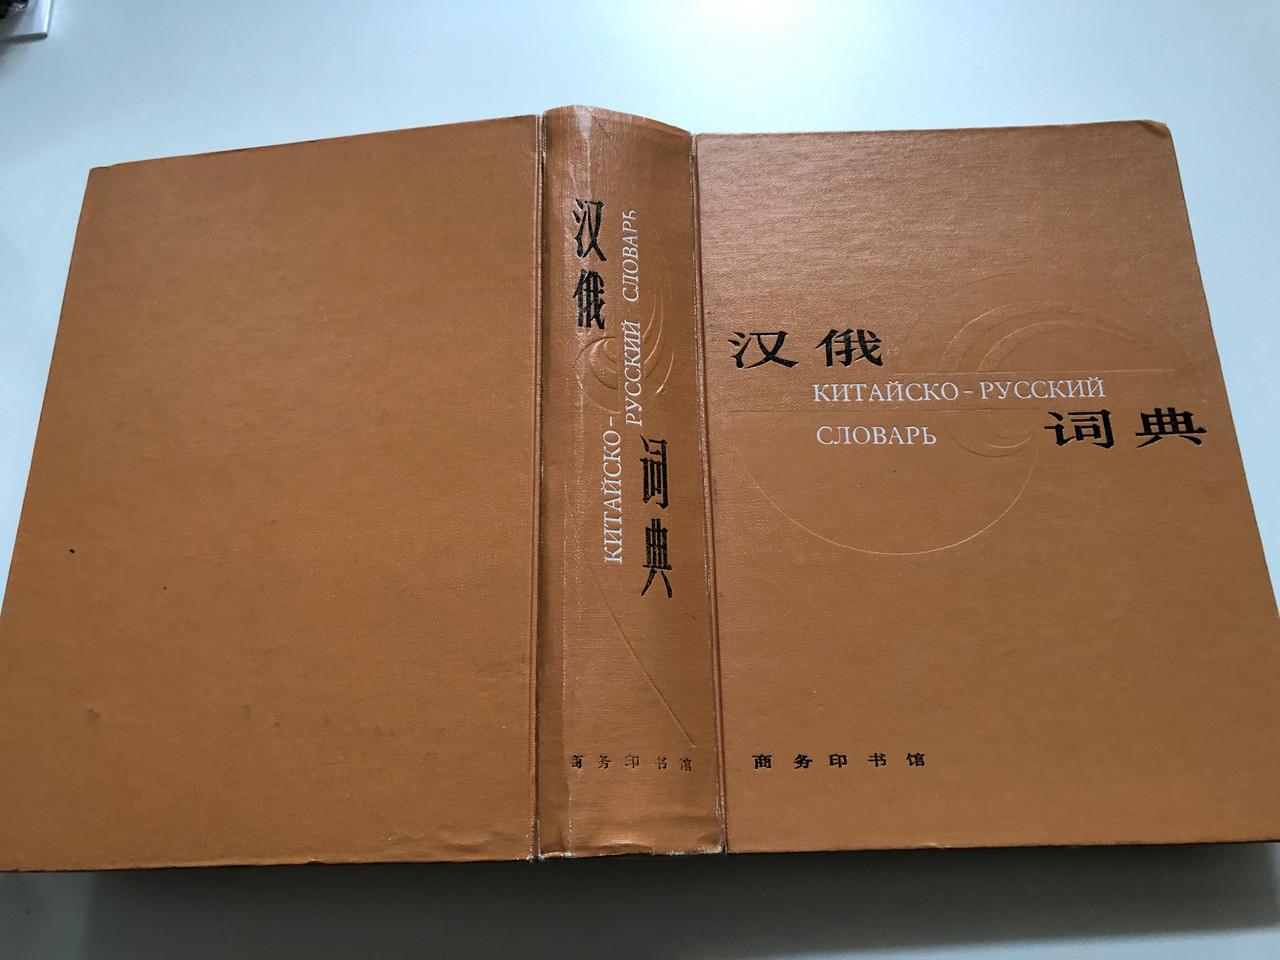 汉俄
КИТАЙСКО-
РУССКИЙ СЛОВАРЬ
词典
商务印书馆
汉俄
КИТАЙСКО-РУССКИЙ
СЛОВАРЬ
词典
商务印书馆